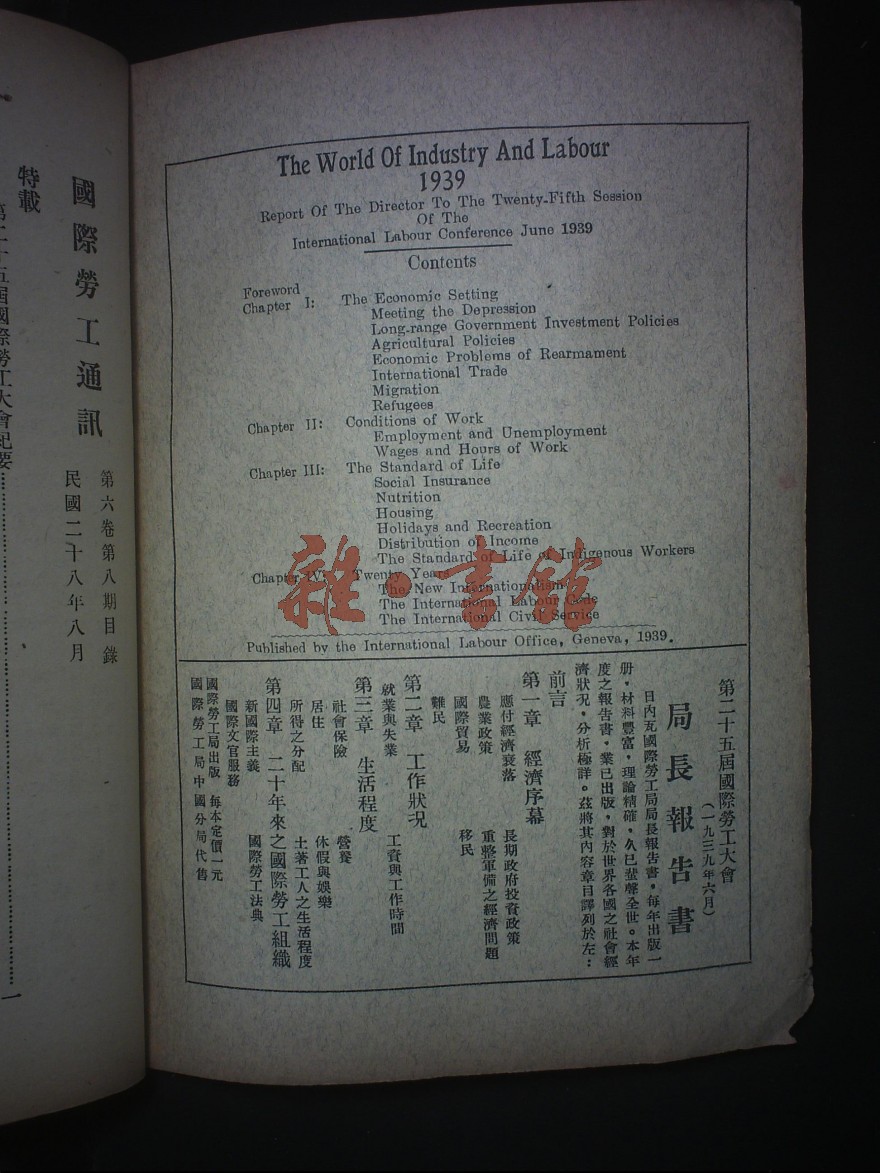 The World Of Industry And Labour
1939
Report Of The Director To The Twenty-Fifth Session
Of The
International Labour Conference June 1939
Contents
Foreword
Chapter I: The Economic Setting
Meeting the Depression
Long-range Government Investment Policies
Agricultural Policies
Economic Problems of Rearmament
International Trade
Migration
Refugees
Chapter II: Conditions of Work
Employment and Unemployment
Wages and Hours of Work
Chapter III: The Standard of Life
Social Insurance
Nutrition
Housing
Holidays and Recreation
Distribution of Income
The Standard of Life of Indigenous Workers
Chapter IV: Twenty Years
The New Internationalism
The International Labour Code
The International Civil Service
Published by the International Labour Office, Geneva, 1939.
第二十五屆國際勞工大會
(一九三九年六月)
局長報告書
日內瓦國際勞工局局長報告書，每年出版一
册，材料豐富，理論精確，久已蜚聲全世。本年
度之報告書，業已出版，對於世界各國之社會經
濟狀況，分析極詳。茲將其內容章目譯列於左：
前言
第一章 經濟序幕
應付經濟衰落 長期政府投資政策
農業政策 重整軍備之經濟問題
國際貿易 移民
難民
第二章 工作狀況
就業與失業 工資與工作時間
第三章 生活程度
社會保險 營養
居住 休假與娛樂
所得之分配 土著工人之生活程度
第四章 二十年來之國際勞工組織
新國際主義 國際勞工法典
國際文官服務
國際勞工局出版 每本定價一元
國際勞工局中國分局代售
國際勞工通訊
第六卷第八期目錄
民國二十八年八月
特載
第二十五屆國際勞工大會紀要……一
雜·書館